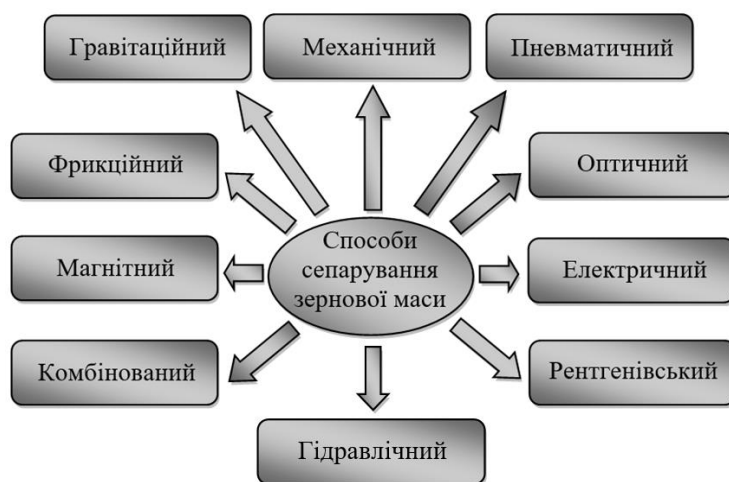 Гравітаційний
Механічний
Пневматичний
Фрикційний
Оптичний
Способи
сепарування
зернової маси
Магнітний
Електричний
Комбінований
Рентгенівський
Гідравлічний